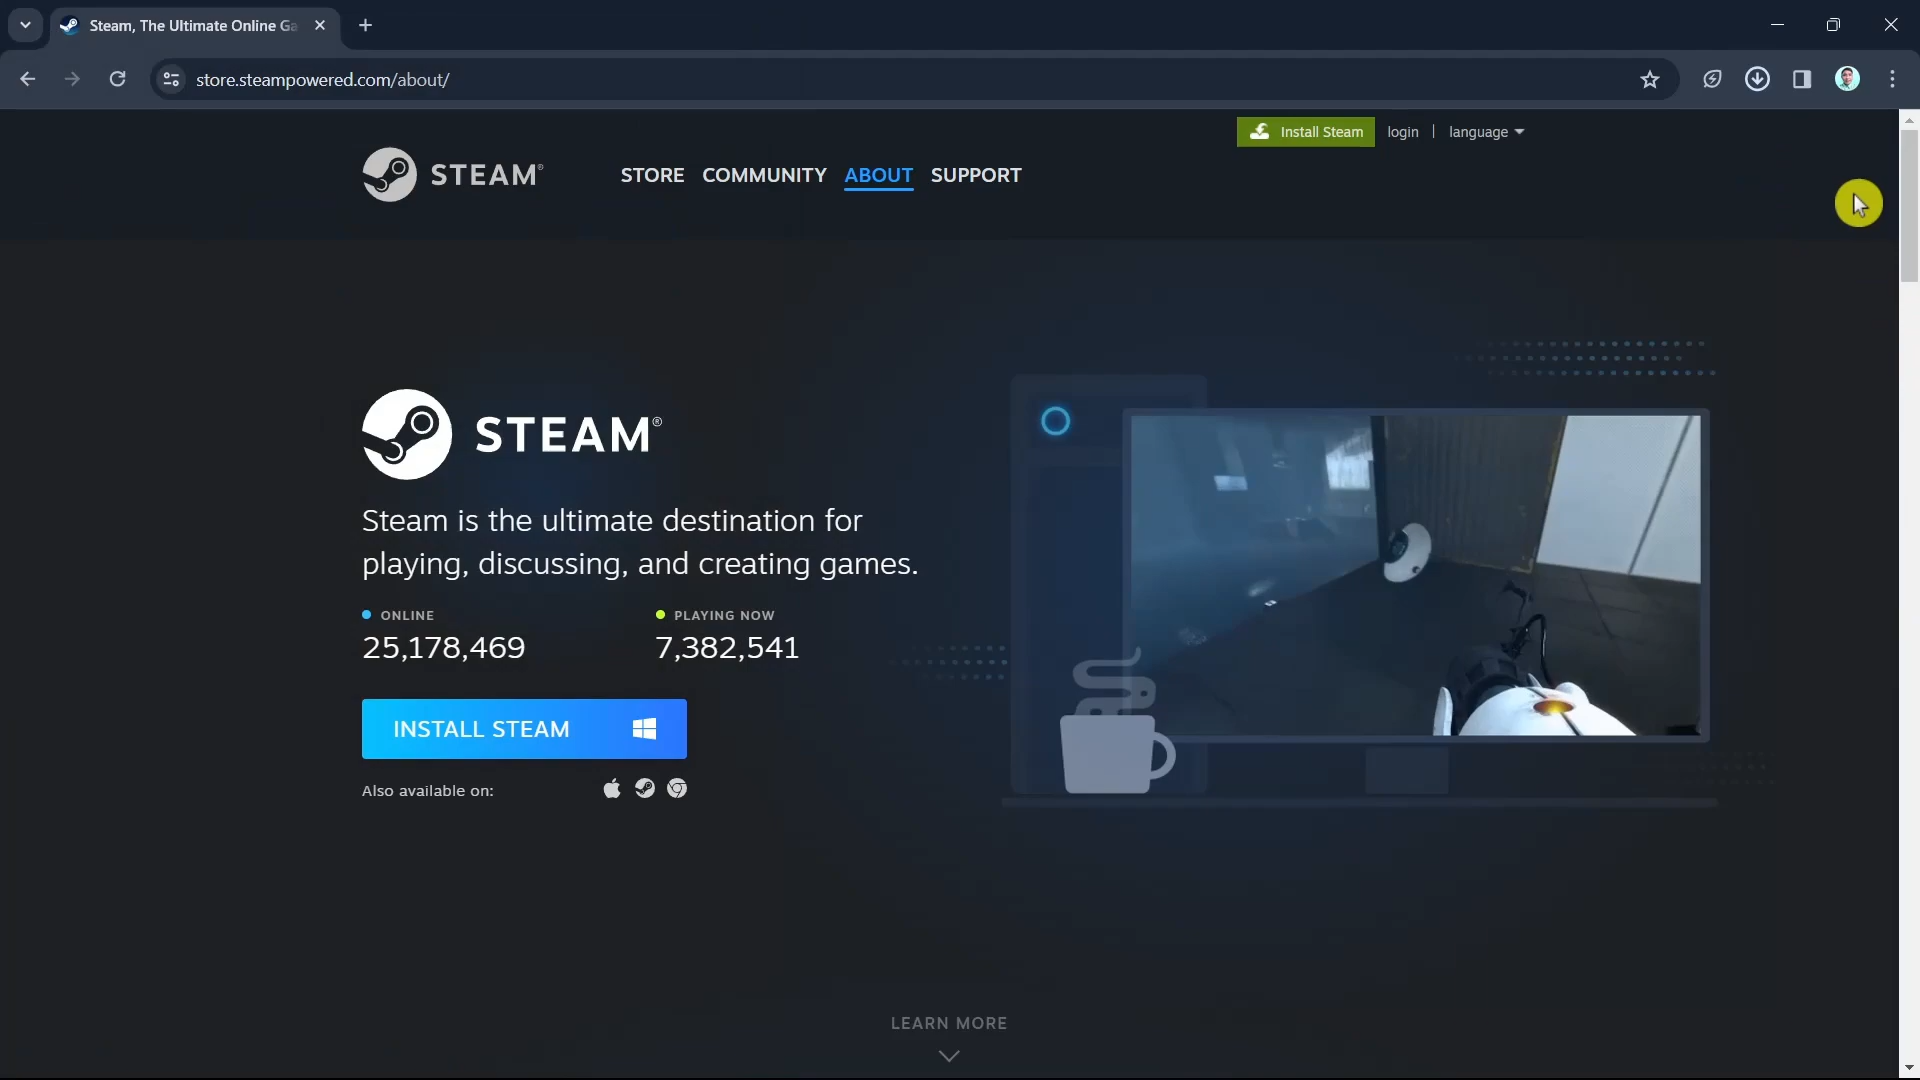 Steam, The Ultimate Online Ga
store.steampowered.com/about/
Install Steam login | language
STEAM®
STORE COMMUNITY ABOUT SUPPORT
STEAM®
Steam is the ultimate destination for
playing, discussing, and creating games.
ONLINE
25,178,469
PLAYING NOW
7,382,541
INSTALL STEAM
Also available on:
LEARN MORE